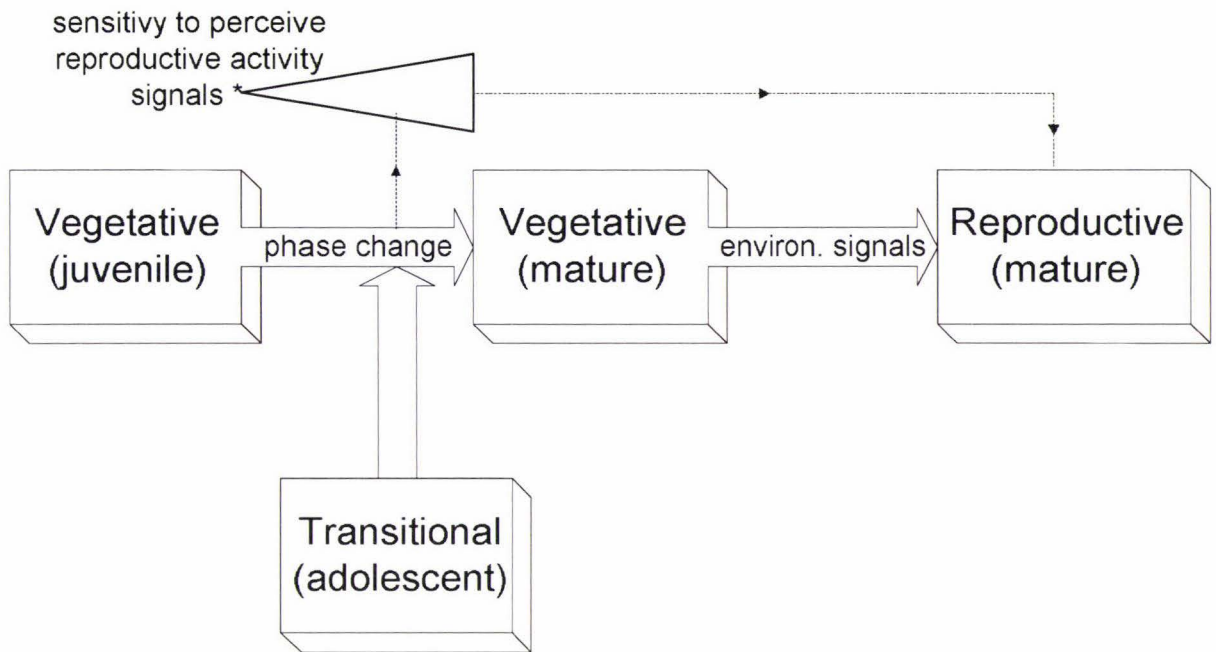 sensitivy to perceive
reproductive activity
signals *
Vegetative
(juvenile)
phase change
Vegetative
(mature)
environ. signals
Reproductive
(mature)
Transitional
(adolescent)